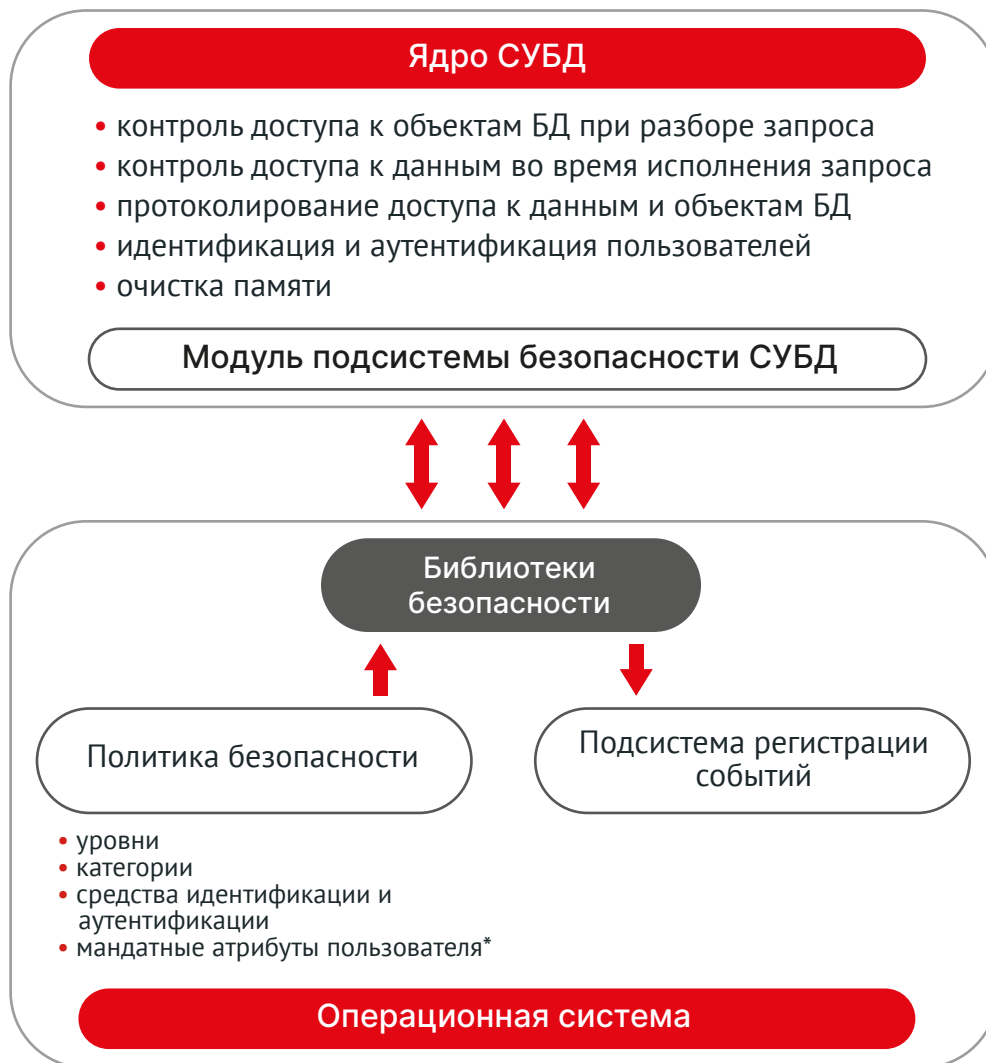 Ядро СУБД
• контроль доступа к объектам БД при разборе запроса
• контроль доступа к данным во время исполнения запроса
• протоколирование доступа к данным и объектам БД
• идентификация и аутентификация пользователей
• очистка памяти
Модуль подсистемы безопасности СУБД
Библиотеки
безопасности
Политика безопасности
Подсистема регистрации
событий
• уровни
• категории
• средства идентификации и
аутентификации
• мандатные атрибуты пользователя*
Операционная система